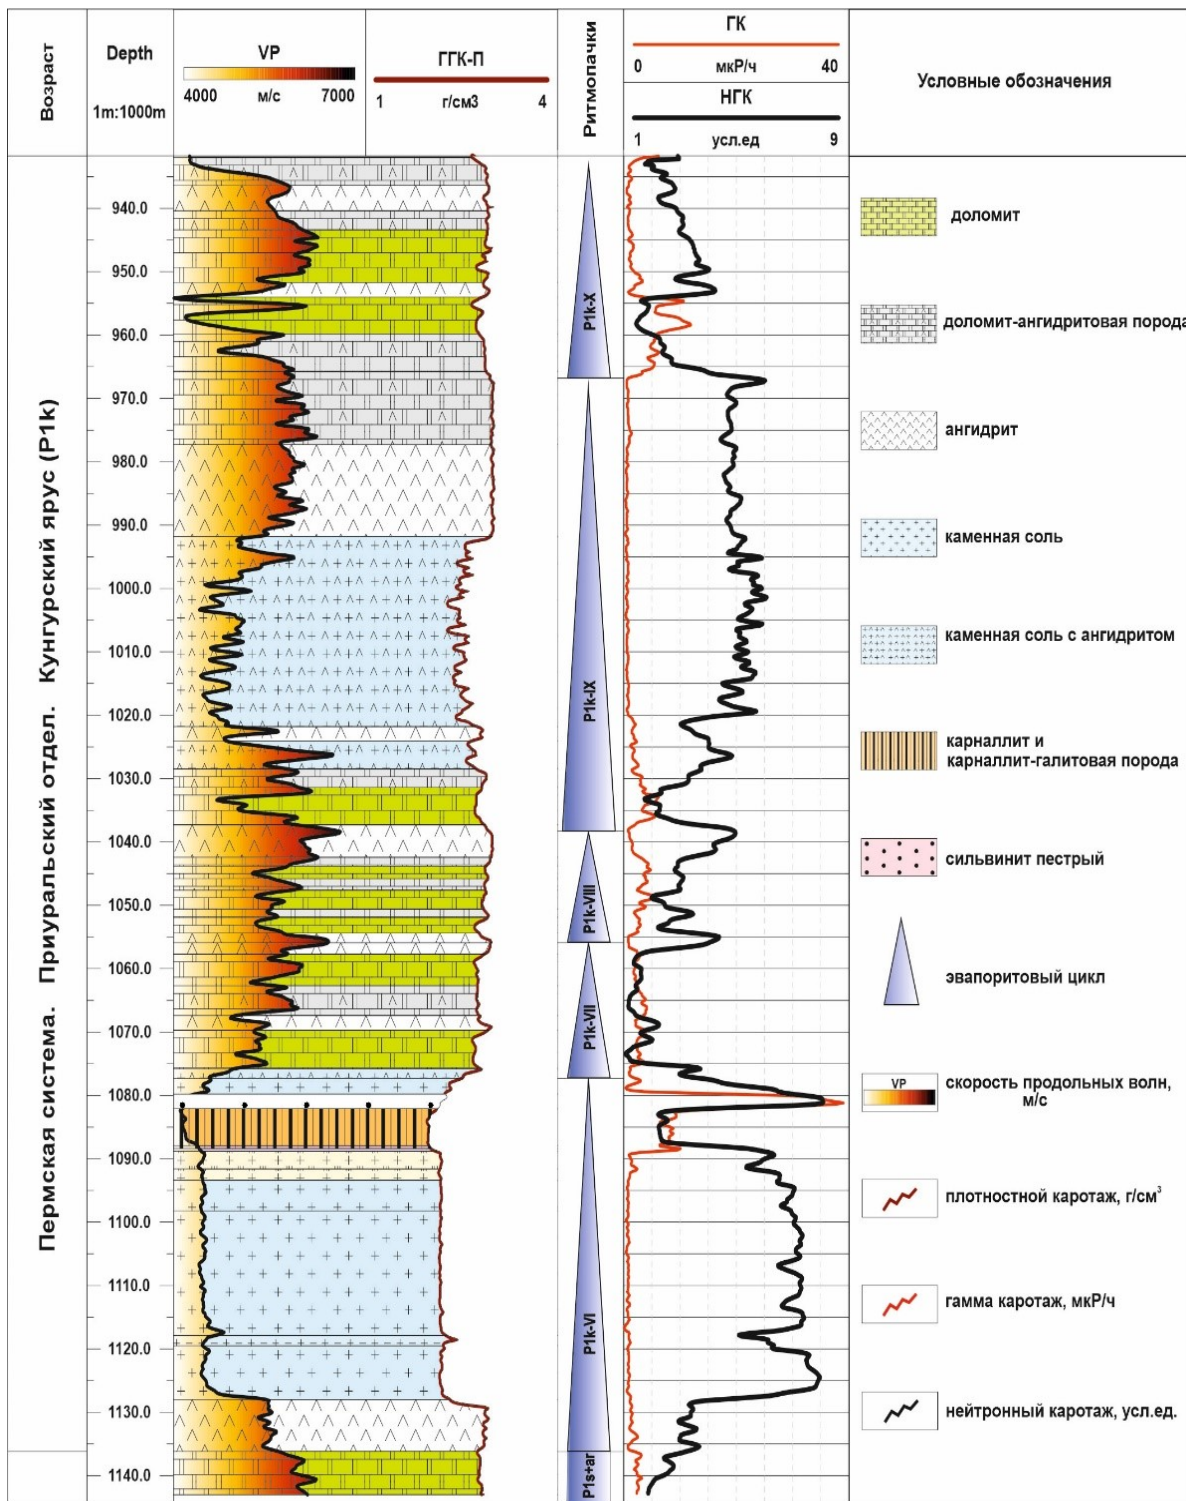 Возраст
Depth
1m:1000m
VP
4000 м/с 7000
ГГК-П
1 г/см3 4
Ритмопачки
ГК
0 мкР/ч 40
НГК
1 усл.ед 9
Условные обозначения
Пермская система. Приуральский отдел. Кунгурский ярус (P1k)
940.0
950.0
960.0
970.0
980.0
990.0
1000.0
1010.0
1020.0
1030.0
1040.0
1050.0
1060.0
1070.0
1080.0
1090.0
1100.0
1110.0
1120.0
1130.0
1140.0
P1k-X
P1k-IX
P1k-VIII
P1k-VII
P1k-VI
P1s+ar
доломит
доломит-ангидритовая порода
ангидрит
каменная соль
каменная соль с ангидритом
карналлит и
карналлит-галитовая порода
сильвинит пестрый
эвапоритовый цикл
VP
скорость продольных волн,
м/с
плотностной каротаж, г/см³
гамма каротаж, мкР/ч
нейтронный каротаж, усл.ед.